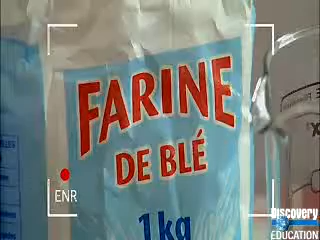 FARINE
DE BLÉ
1kg
ENR
Discovery
EDUCATION